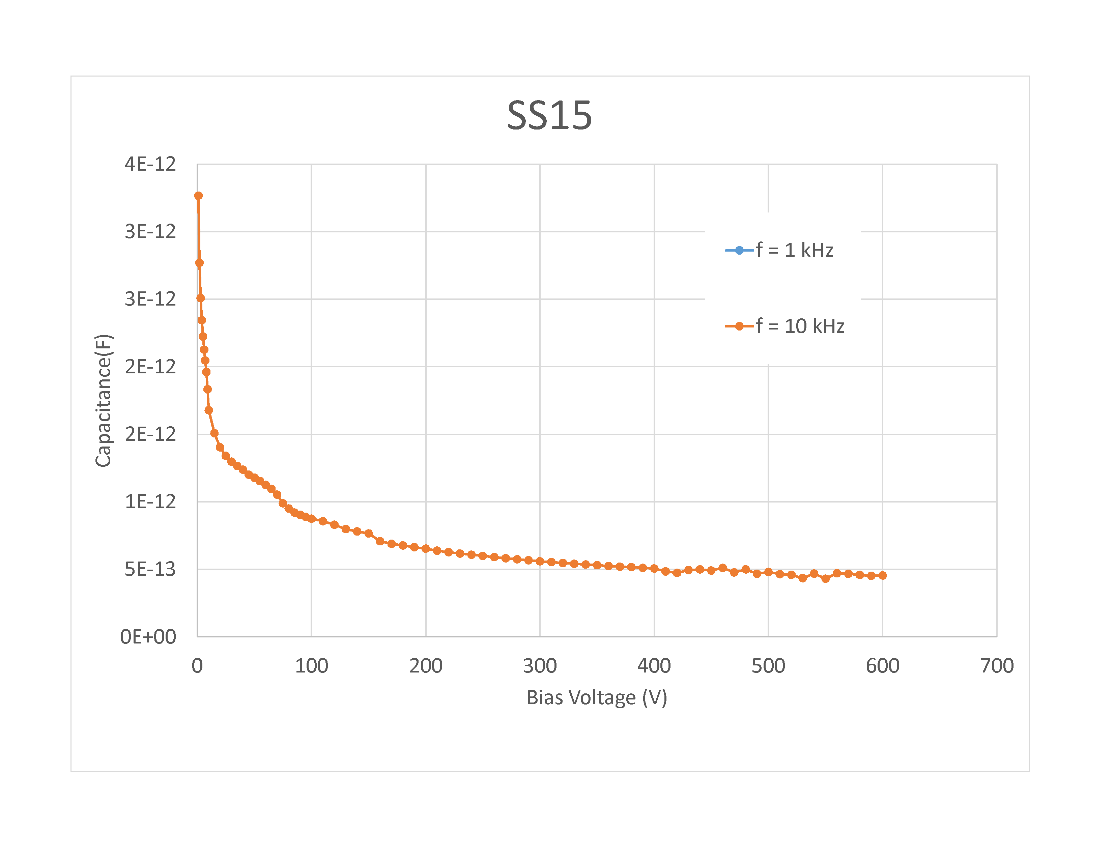 SS15
4E-12
3E-12
3E-12
2E-12
2E-12
1E-12
5E-13
0E+00
Capacitance(F)
f = 1 kHz
f = 10 kHz
0 100 200 300 400 500 600 700
Bias Voltage (V)